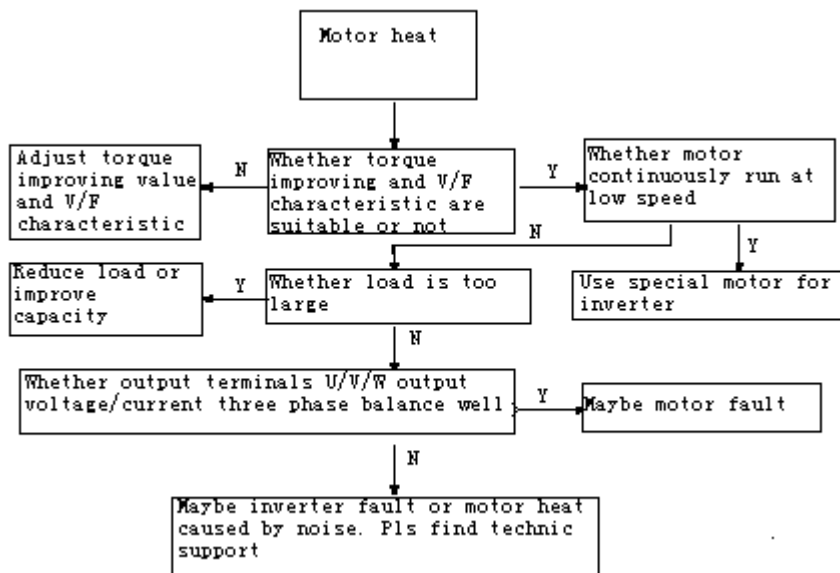 Motor heat
Adjust torque
improving value
and V/F
characteristic
N
Whether torque
improving and V/F
characteristic are
suitable or not
Y
Whether motor
continuously run at
low speed
N
Y
Reduce load or
improve
capacity
Y
Whether load is too
large
Use special motor for
inverter
N
Whether output terminals U/V/W output
voltage/current three phase balance well
Y
Maybe motor fault
N
Maybe inverter fault or motor heat
caused by noise. Pls find technic
support